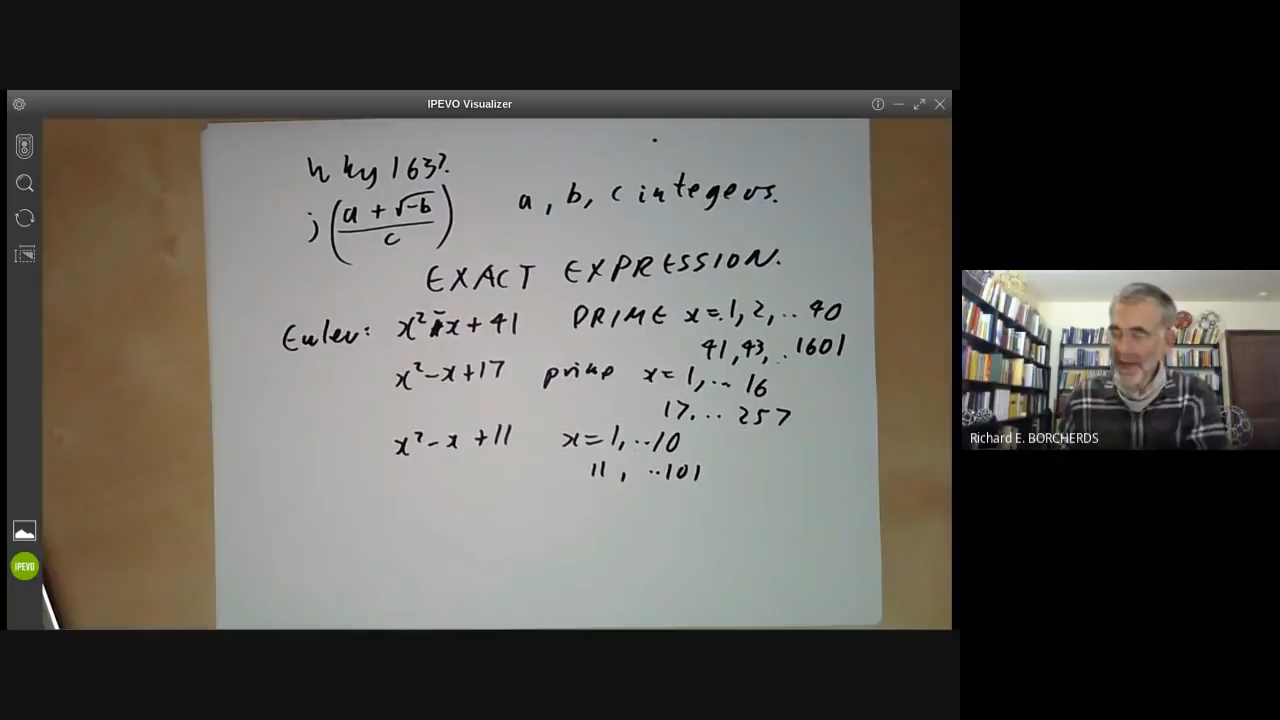 IPEVO Visualizer
Why 163?
j((a + √-b)/c) a, b, c integers.
EXACT EXPRESSION.
Euler: x² - x + 41 PRIME x = 1, 2, .. 40
41, 43, .. 1601
x² - x + 17 prime x = 1, .. 16
17, .. 257
x² - x + 11 x = 1, .. 10
11, .. 101
Richard E. BORCHERDS
IPEVO